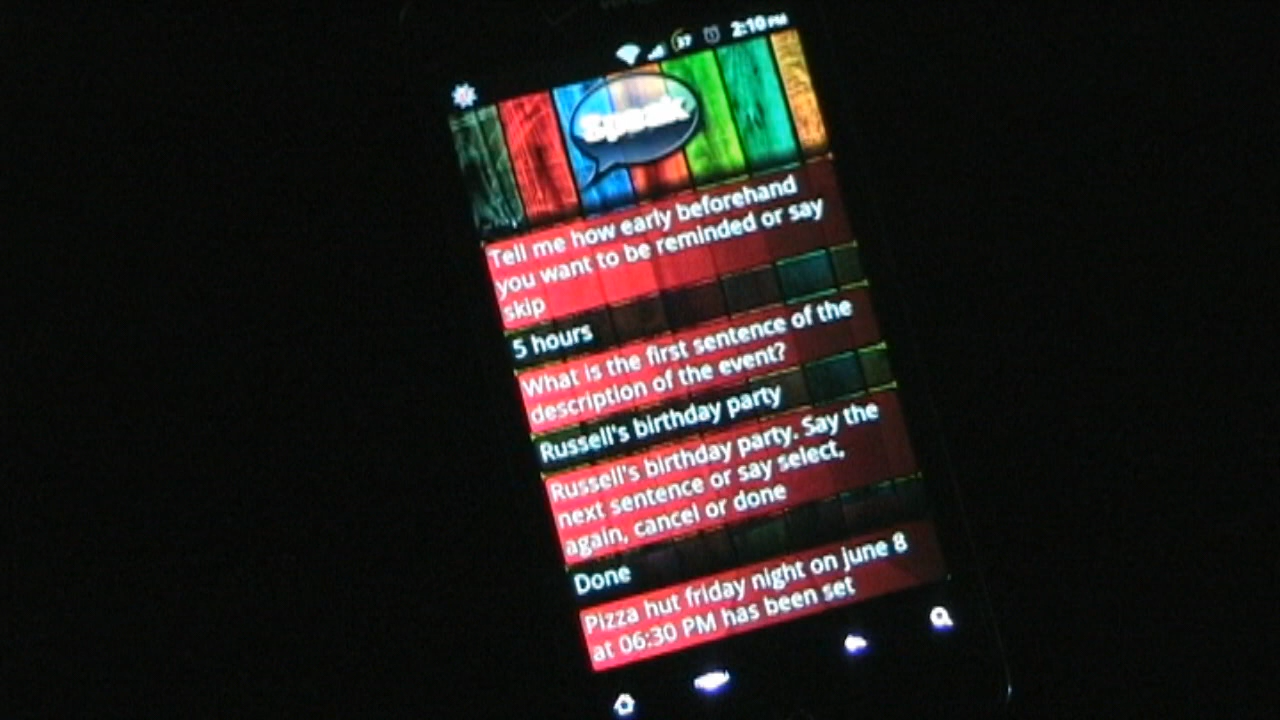 37 2:10 PM
Speak
Tell me how early beforehand
you want to be reminded or say
skip
5 hours
What is the first sentence of the
description of the event?
Russell's birthday party
Russell's birthday party. Say the
next sentence or say select,
again, cancel or done
Done
Pizza hut friday night on june 8
at 06:30 PM has been set